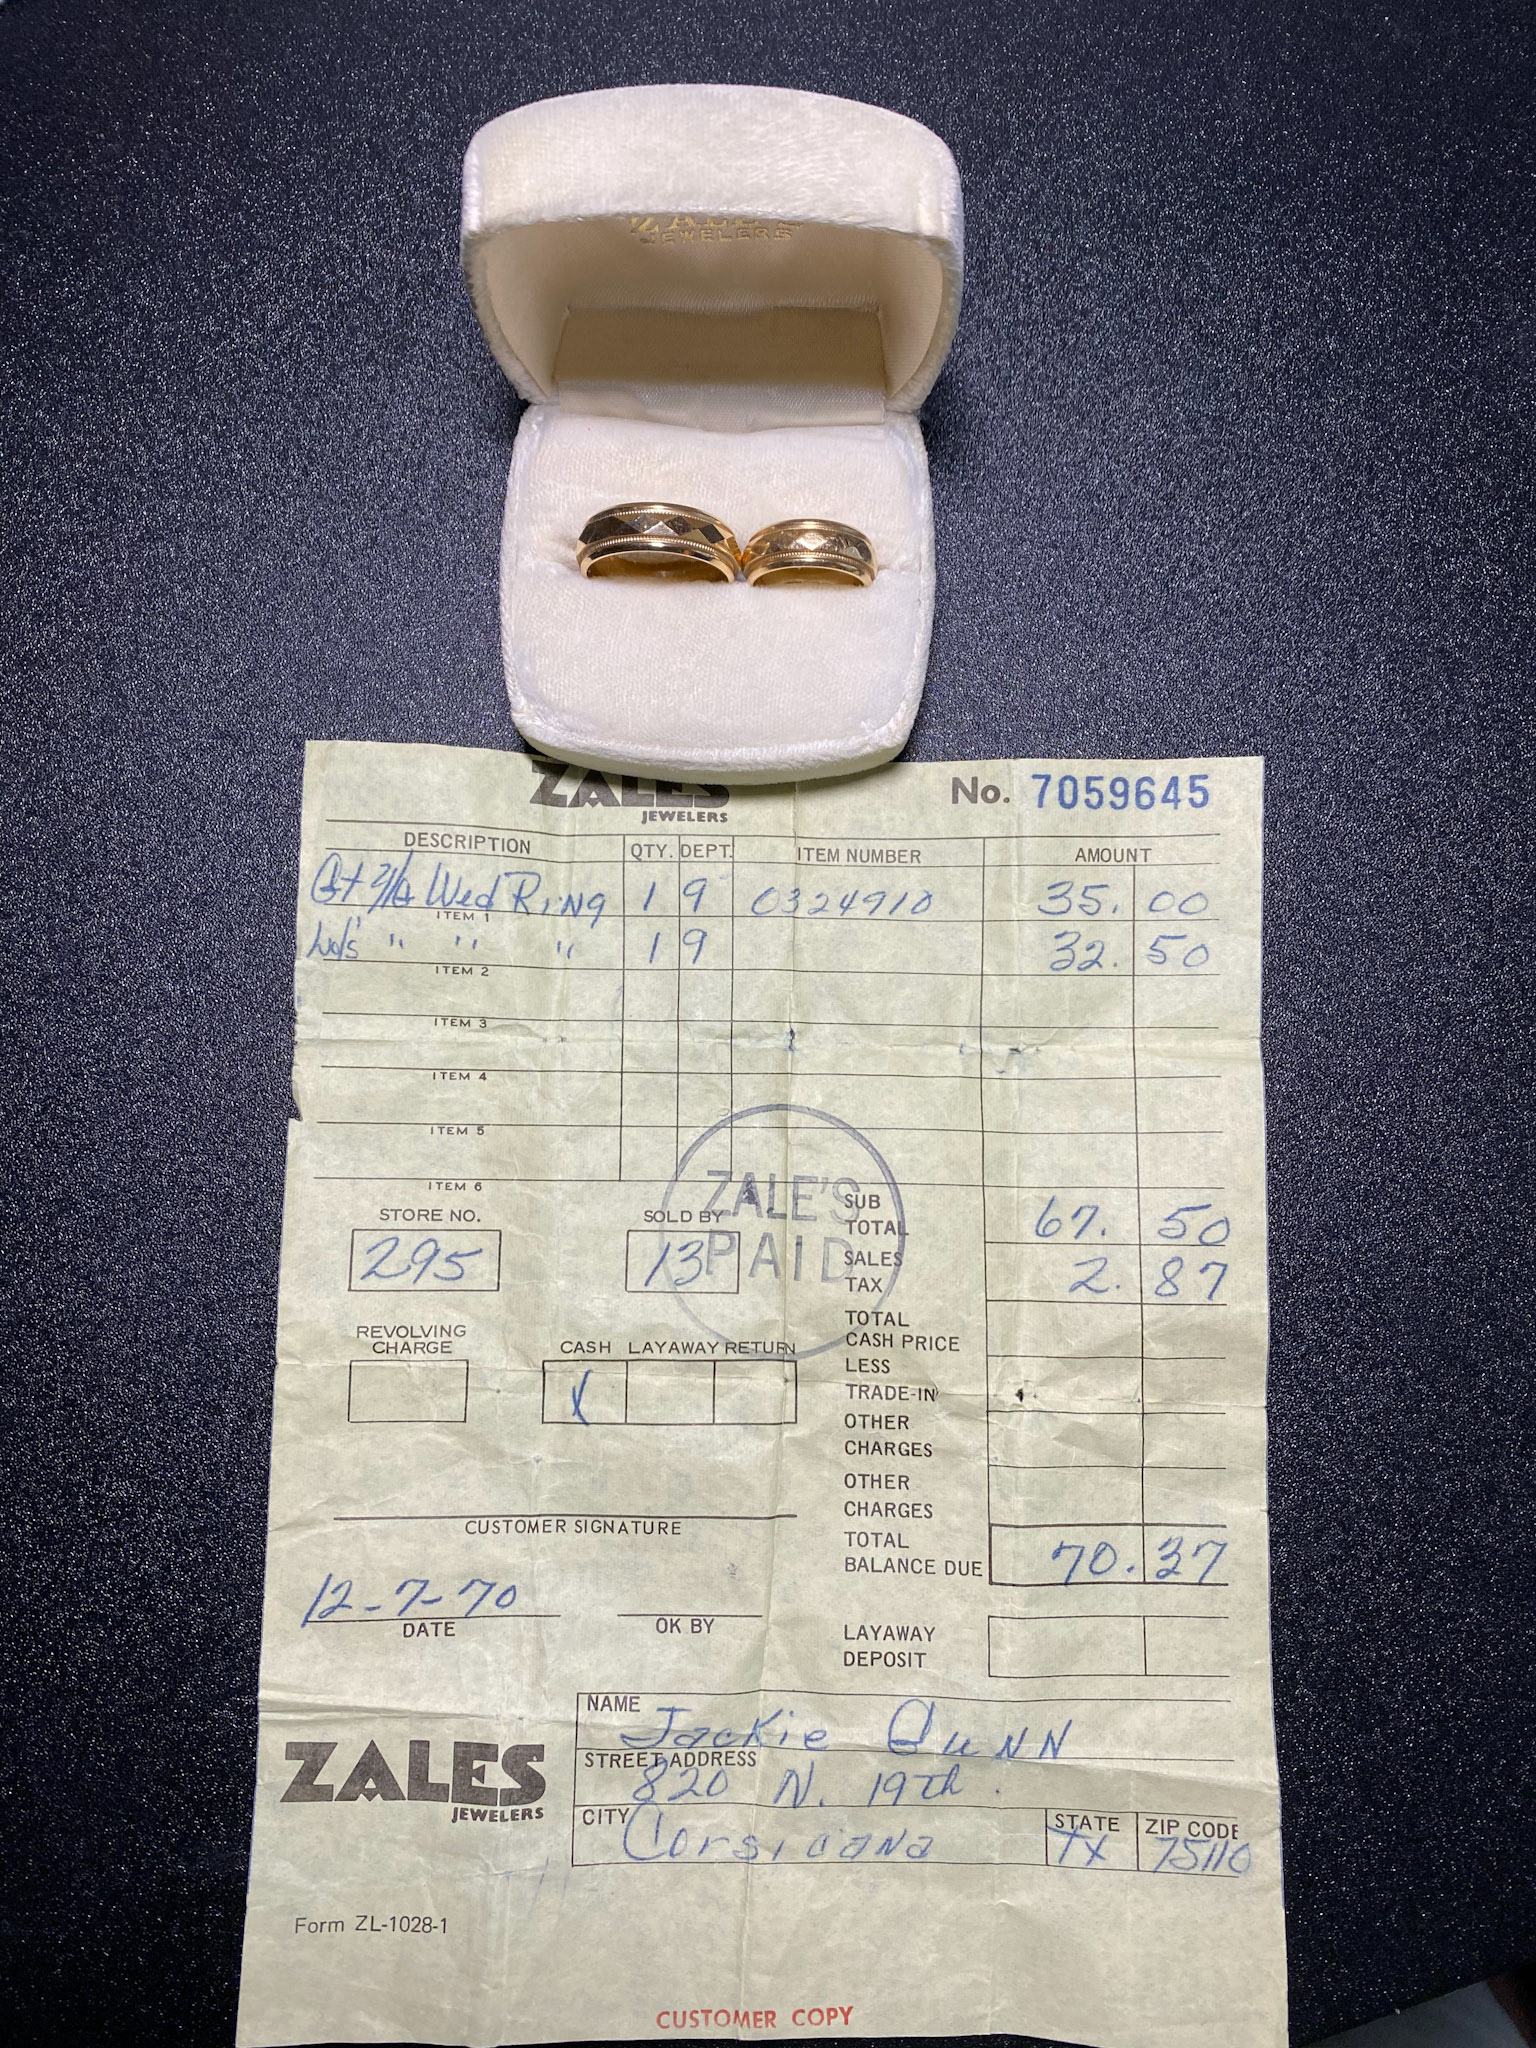 ZALE'S
JEWELERS
ZALES
JEWELERS
No. 7059645
DESCRIPTION QTY. DEPT. ITEM NUMBER AMOUNT
Wed RiNg 1 9 0324910 35. 00
ITEM 1
" " " 1 9 32. 50
ITEM 2
ITEM 3
ITEM 4
ITEM 5
ITEM 6
STORE NO. SOLD BY
295 13
ZALE'S
PAID
SUB
TOTAL 67. 50
SALES
TAX 2. 87
REVOLVING
CHARGE
CASH LAYAWAY RETURN
X
TOTAL
CASH PRICE
LESS
TRADE-IN
OTHER
CHARGES
OTHER
CHARGES
CUSTOMER SIGNATURE
TOTAL
BALANCE DUE 70. 37
12-7-70
DATE
OK BY
LAYAWAY
DEPOSIT
NAME
Jackie
STREET ADDRESS
820 N. 19th.
CITY STATE ZIP CODE
Corsicana TX 75110
ZALES
JEWELERS
Form ZL-1028-1
CUSTOMER COPY